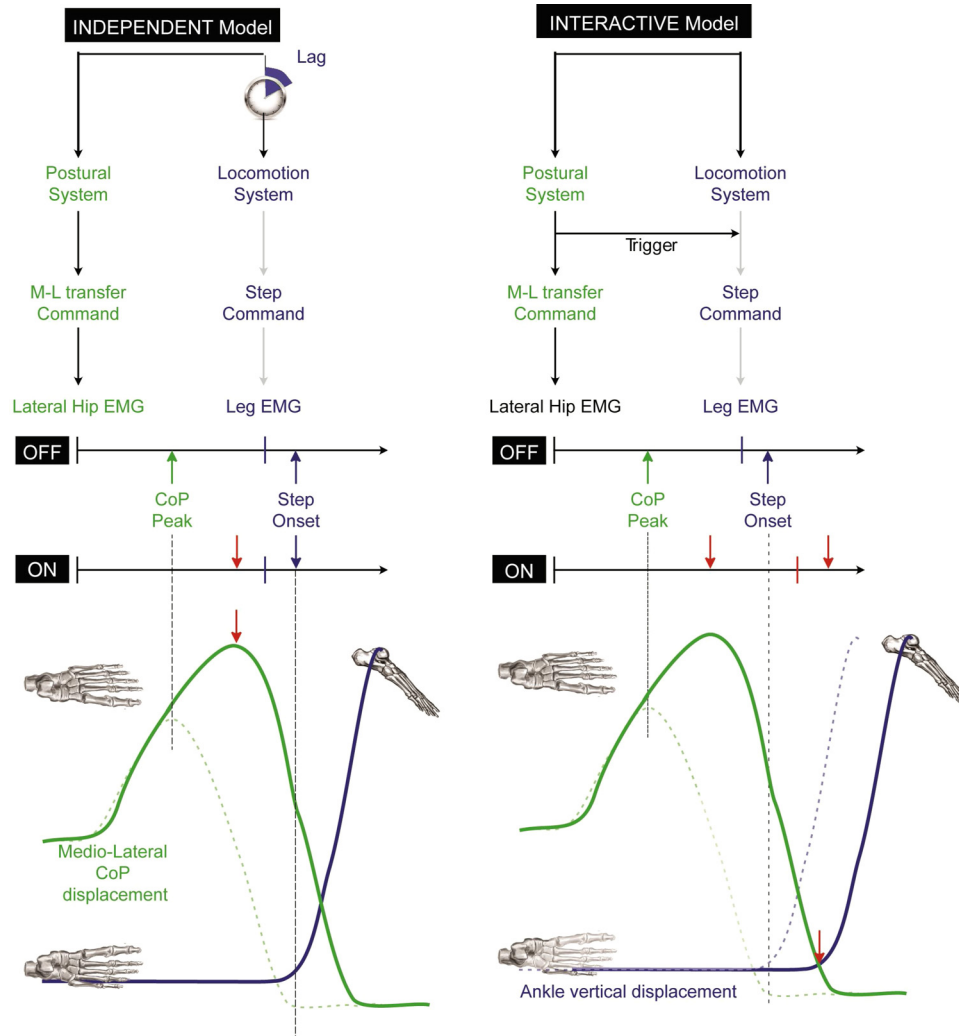 INDEPENDENT Model
Lag
Postural
System
Locomotion
System
M-L transfer
Command
Step
Command
Lateral Hip EMG
Leg EMG
OFF
CoP
Peak
Step
Onset
ON
Medio-Lateral
CoP
displacement
INTERACTIVE Model
Postural
System
Locomotion
System
Trigger
M-L transfer
Command
Step
Command
Lateral Hip EMG
Leg EMG
OFF
CoP
Peak
Step
Onset
ON
Ankle vertical displacement